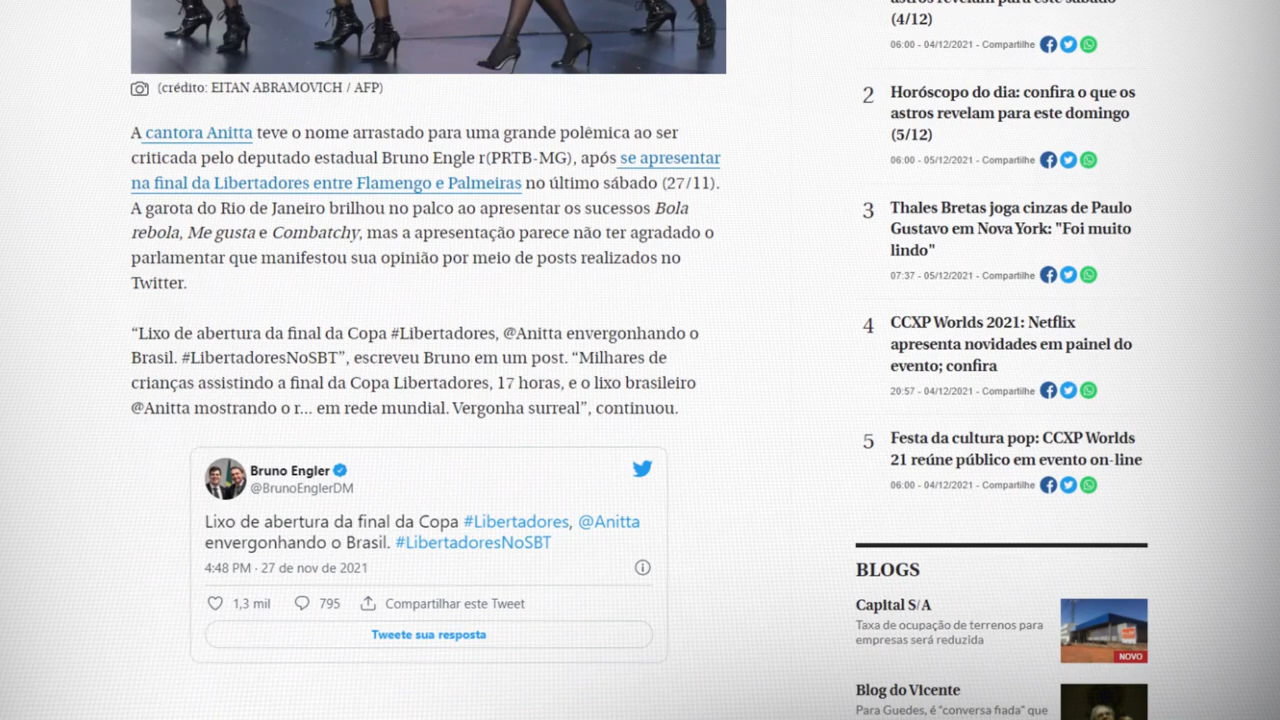 (crédito: EITAN ABRAMOVICH / AFP)
A cantora Anitta teve o nome arrastado para uma grande polêmica ao ser
criticada pelo deputado estadual Bruno Engle r(PRTB-MG), após se apresentar
na final da Libertadores entre Flamengo e Palmeiras no último sábado (27/11).
A garota do Rio de Janeiro brilhou no palco ao apresentar os sucessos Bola
rebola, Me gusta e Combatchy, mas a apresentação parece não ter agradado o
parlamentar que manifestou sua opinião por meio de posts realizados no
Twitter.
“Lixo de abertura da final da Copa #Libertadores, @Anitta envergonhando o
Brasil. #LibertadoresNoSBT”, escreveu Bruno em um post. “Milhares de
crianças assistindo a final da Copa Libertadores, 17 horas, e o lixo brasileiro
@Anitta mostrando o r... em rede mundial. Vergonha surreal”, continuou.
Bruno Engler
@BrunoEnglerDM
Lixo de abertura da final da Copa #Libertadores, @Anitta
envergonhando o Brasil. #LibertadoresNoSBT
4:48 PM · 27 de nov de 2021
1,3 mil 795 Compartilhar este Tweet
Tweete sua resposta
astros revelam para este sábado
(4/12)
06:00 - 04/12/2021 - Compartilhe
2 Horóscopo do dia: confira o que os
astros revelam para este domingo
(5/12)
06:00 - 05/12/2021 - Compartilhe
3 Thales Bretas joga cinzas de Paulo
Gustavo em Nova York: "Foi muito
lindo"
07:37 - 05/12/2021 - Compartilhe
4 CCXP Worlds 2021: Netflix
apresenta novidades em painel do
evento; confira
20:57 - 04/12/2021 - Compartilhe
5 Festa da cultura pop: CCXP Worlds
21 reúne público em evento on-line
06:00 - 04/12/2021 - Compartilhe
BLOGS
Capital S/A
Taxa de ocupação de terrenos para
empresas será reduzida
NOVO
Blog do Vicente
Para Guedes, é “conversa fiada” que